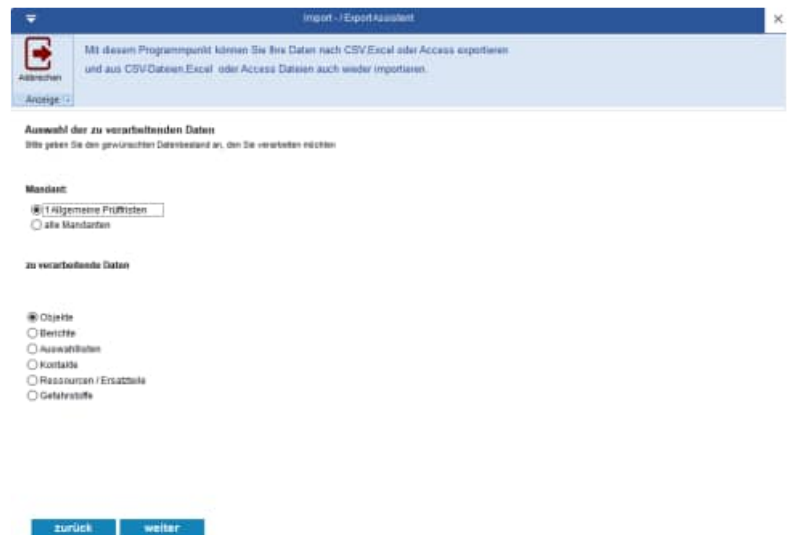 Import - / Export Assistent
Abbrechen
Anzeige
Mit diesem Programmpunkt können Sie Ihre Daten nach CSV,Excel oder Access exportieren
und aus CSV-Dateien,Excel oder Access Dateien auch wieder importieren.
Auswahl der zu verarbeitenden Daten
Bitte geben Sie den gewünschten Datenbestand an, den Sie verarbeiten möchten
Mandant:
1 Allgemeine Prüffristen
alle Mandanten
zu verarbeitende Daten
Objekte
Berichte
Auswahllisten
Kontakte
Ressourcen / Ersatzteile
Gefahrstoffe
zurück weiter